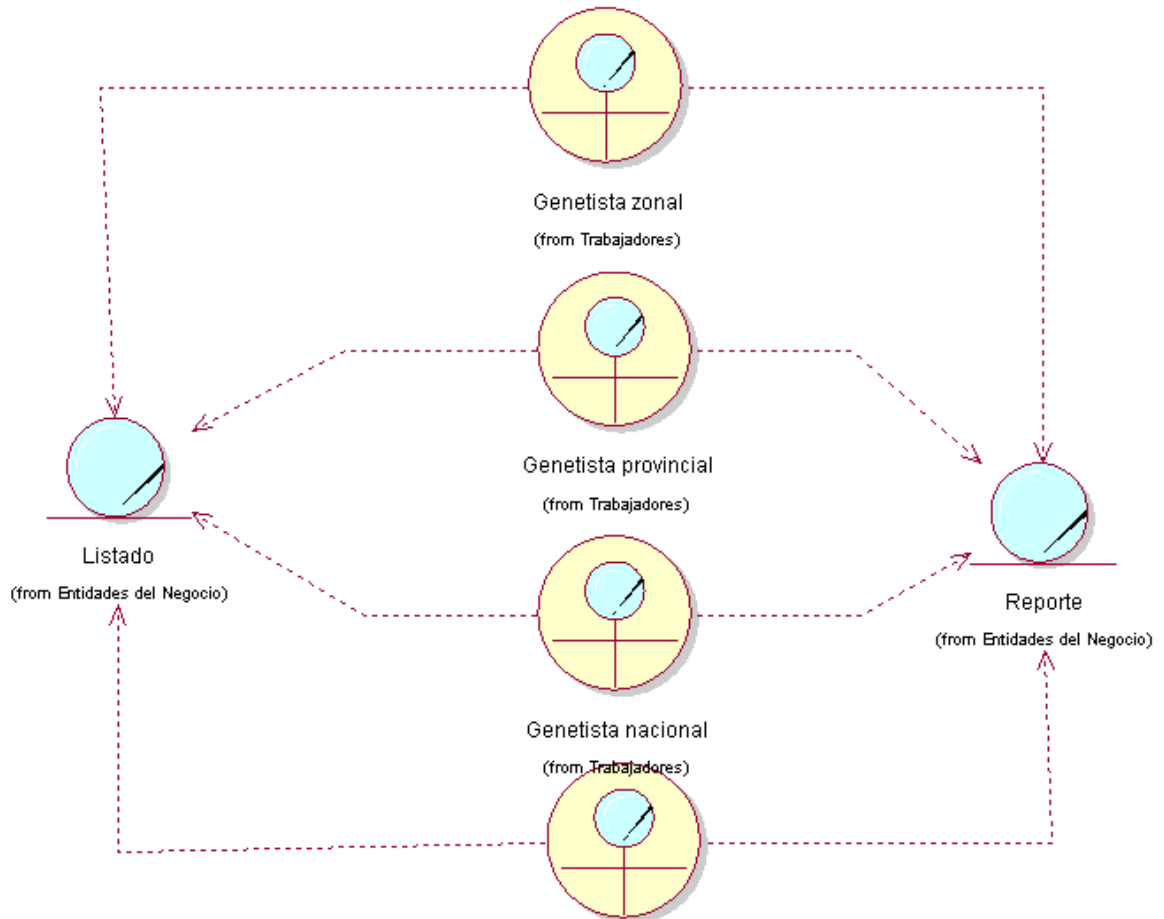 Genetista zonal
(from Trabajadores)
Genetista provincial
(from Trabajadores)
Listado
(from Entidades del Negocio)
Reporte
(from Entidades del Negocio)
Genetista nacional
(from Trabajadores)